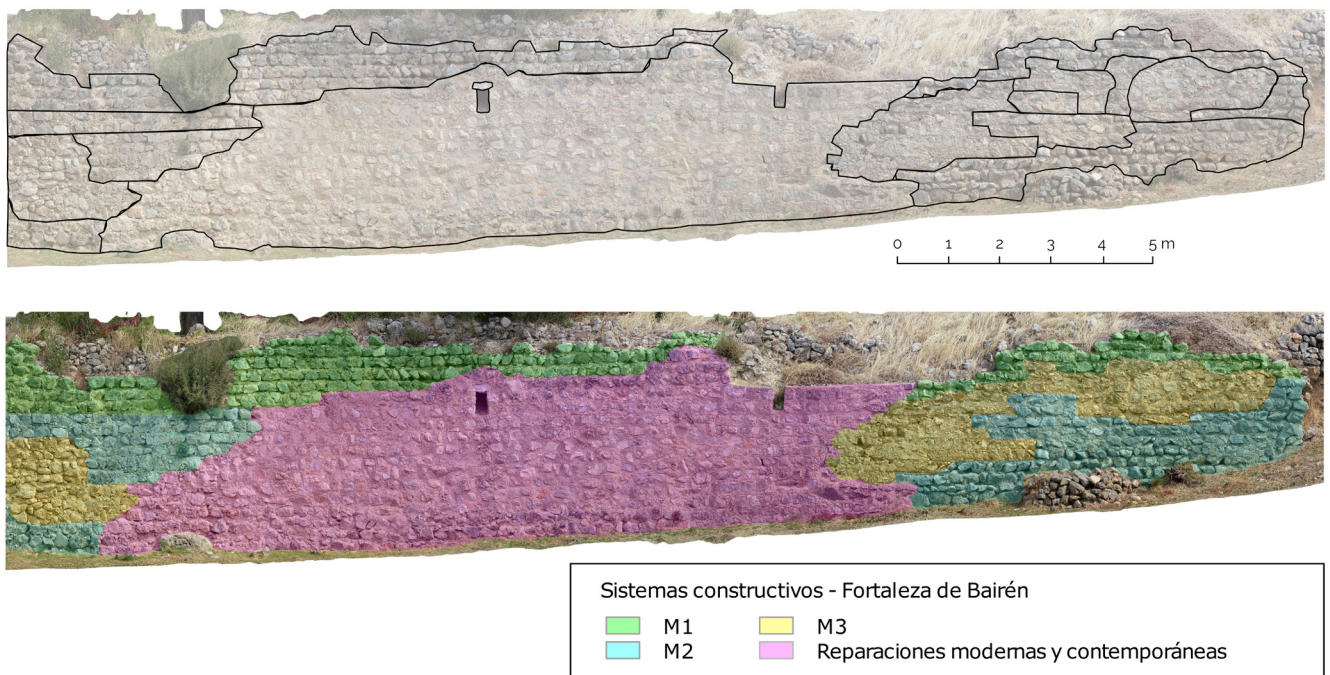 0 1 2 3 4 5 m
Sistemas constructivos - Fortaleza de Bairén
M1 M3
M2 Reparaciones modernas y contemporáneas